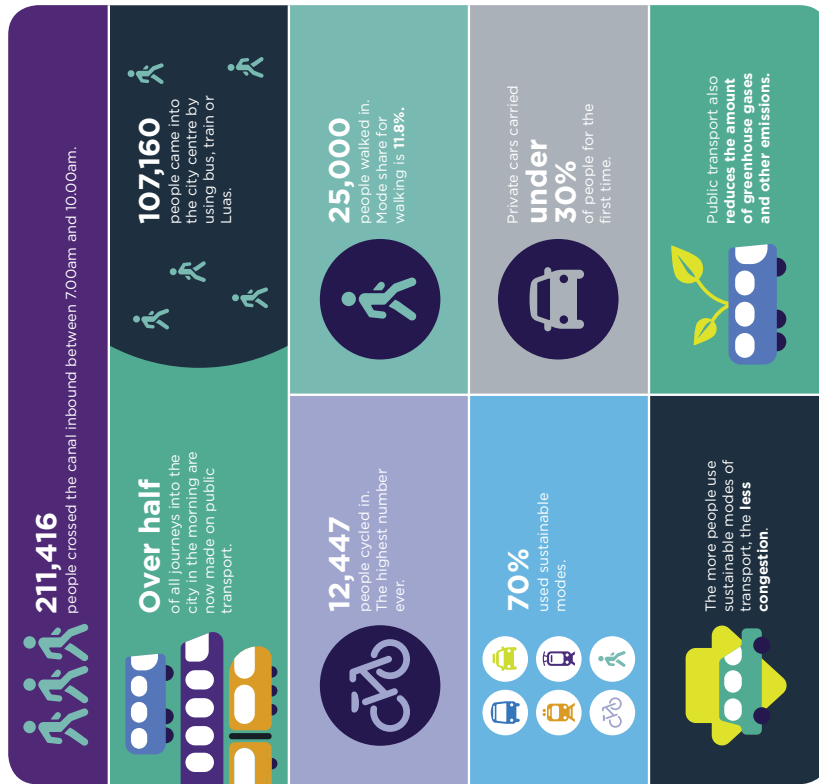 211,416
people crossed the canal inbound between 7.00am and 10.00am.
Over half
of all journeys into the
city in the morning are
now made on public
transport.
107,160
people came into
the city centre by
using bus, train or
Luas.
12,447
people cycled in.
The highest number
ever.
25,000
people walked in.
Mode share for
walking is 11.8%.
70%
used sustainable
modes.
Private cars carried
under
30%
of people for the
first time.
The more people use
sustainable modes of
transport, the less
congestion.
Public transport also
reduces the amount
of greenhouse gases
and other emissions.